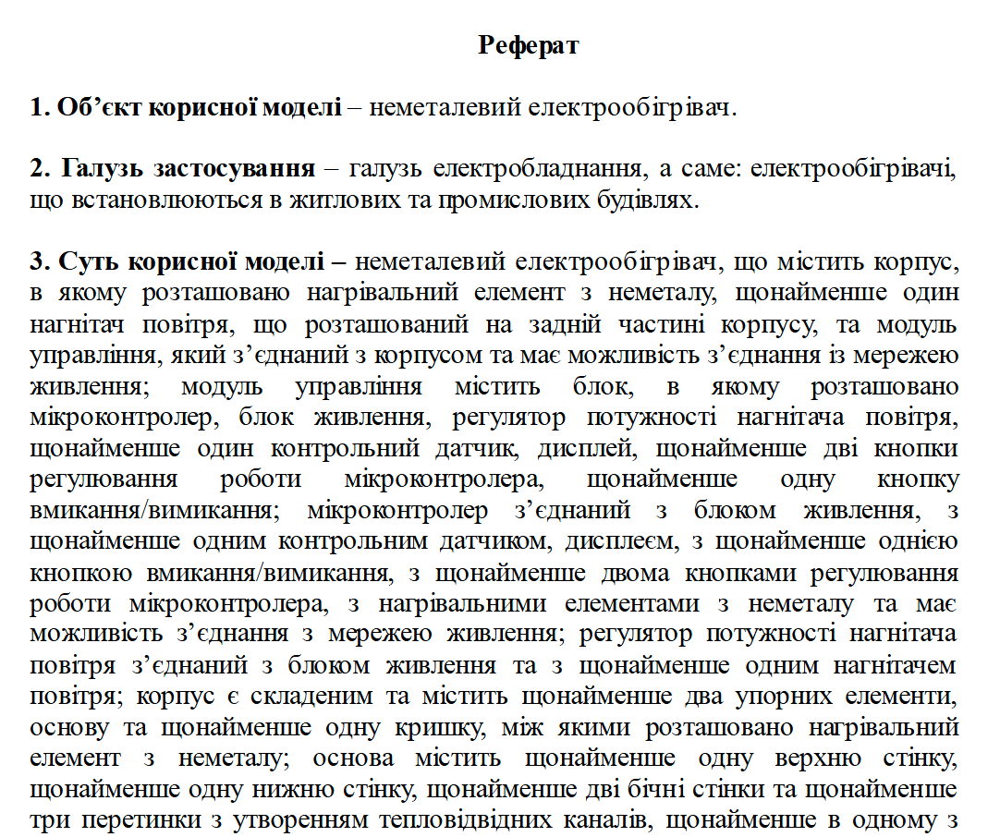 Реферат
1. Об’єкт корисної моделі – неметалевий електрообігрівач.
2. Галузь застосування – галузь електробладнання, а саме: електрообігрівачі,
що встановлюються в житлових та промислових будівлях.
3. Суть корисної моделі – неметалевий електрообігрівач, що містить корпус,
в якому розташовано нагрівальний елемент з неметалу, щонайменше один
нагнітач повітря, що розташований на задній частині корпусу, та модуль
управління, який з’єднаний з корпусом та має можливість з’єднання із мережею
живлення; модуль управління містить блок, в якому розташовано
мікроконтролер, блок живлення, регулятор потужності нагнітача повітря,
щонайменше один контрольний датчик, дисплей, щонайменше дві кнопки
регулювання роботи мікроконтролера, щонайменше одну кнопку
вмикання/вимикання; мікроконтролер з’єднаний з блоком живлення, з
щонайменше одним контрольним датчиком, дисплеєм, з щонайменше однією
кнопкою вмикання/вимикання, з щонайменше двома кнопками регулювання
роботи мікроконтролера, з нагрівальними елементами з неметалу та має
можливість з’єднання з мережею живлення; регулятор потужності нагнітача
повітря з’єднаний з блоком живлення та з щонайменше одним нагнітачем
повітря; корпус є складеним та містить щонайменше два упорних елементи,
основу та щонайменше одну кришку, між якими розташовано нагрівальний
елемент з неметалу; основа містить щонайменше одну верхню стінку,
щонайменше одну нижню стінку, щонайменше дві бічні стінки та щонайменше
три перетинки з утворенням тепловідвідних каналів, щонайменше в одному з